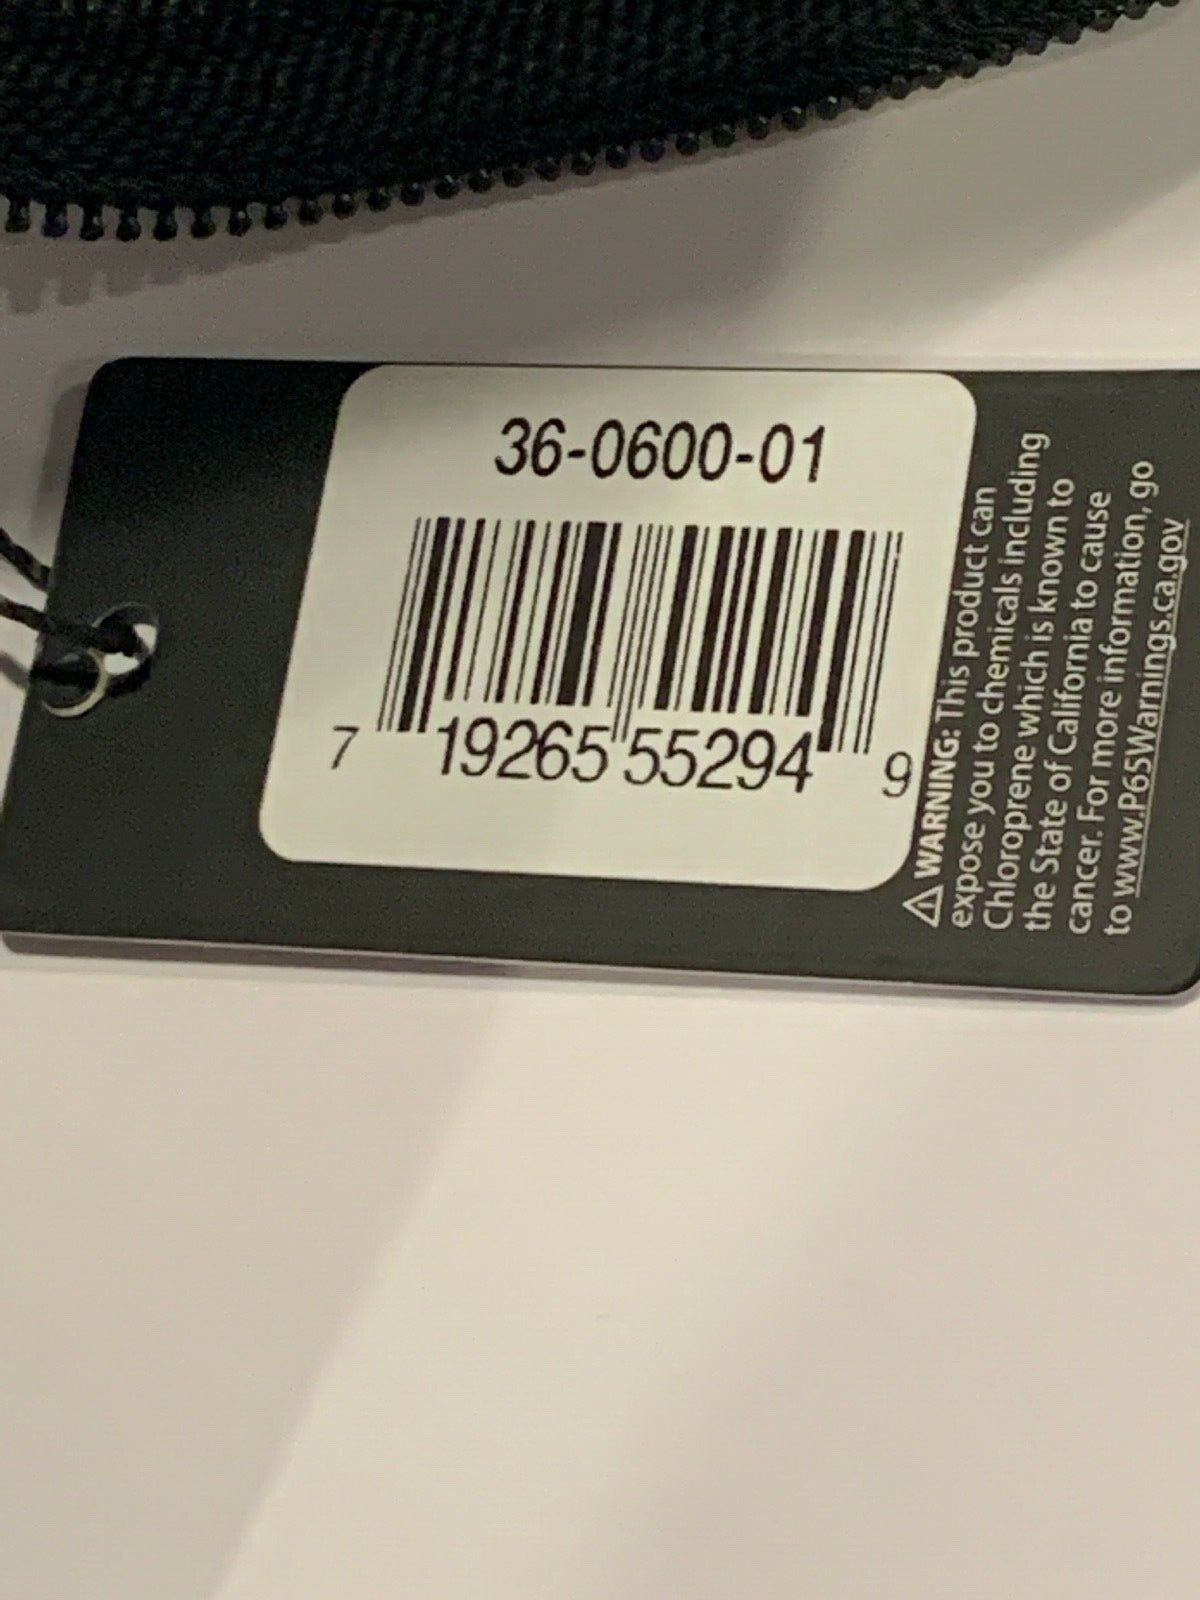 36-0600-01
7 19265 55294 9
⚠ WARNING: This product can
expose you to chemicals including
Chloroprene which is known to
the State of California to cause
cancer. For more information, go
to www.P65Warnings.ca.gov